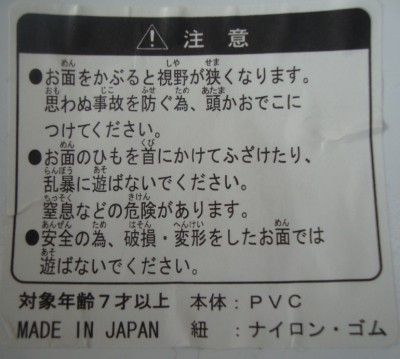 ⚠ 注意
●お面をかぶると視野が狭くなります。
思わぬ事故を防ぐ為、頭かおでこに
つけてください。
●お面のひもを首にかけてふざけたり、
乱暴に遊ばないでください。
窒息などの危険があります。
●安全の為、破損・変形をしたお面では
遊ばないでください。
対象年齢7才以上 本体：PVC
MADE IN JAPAN 紐：ナイロン・ゴム